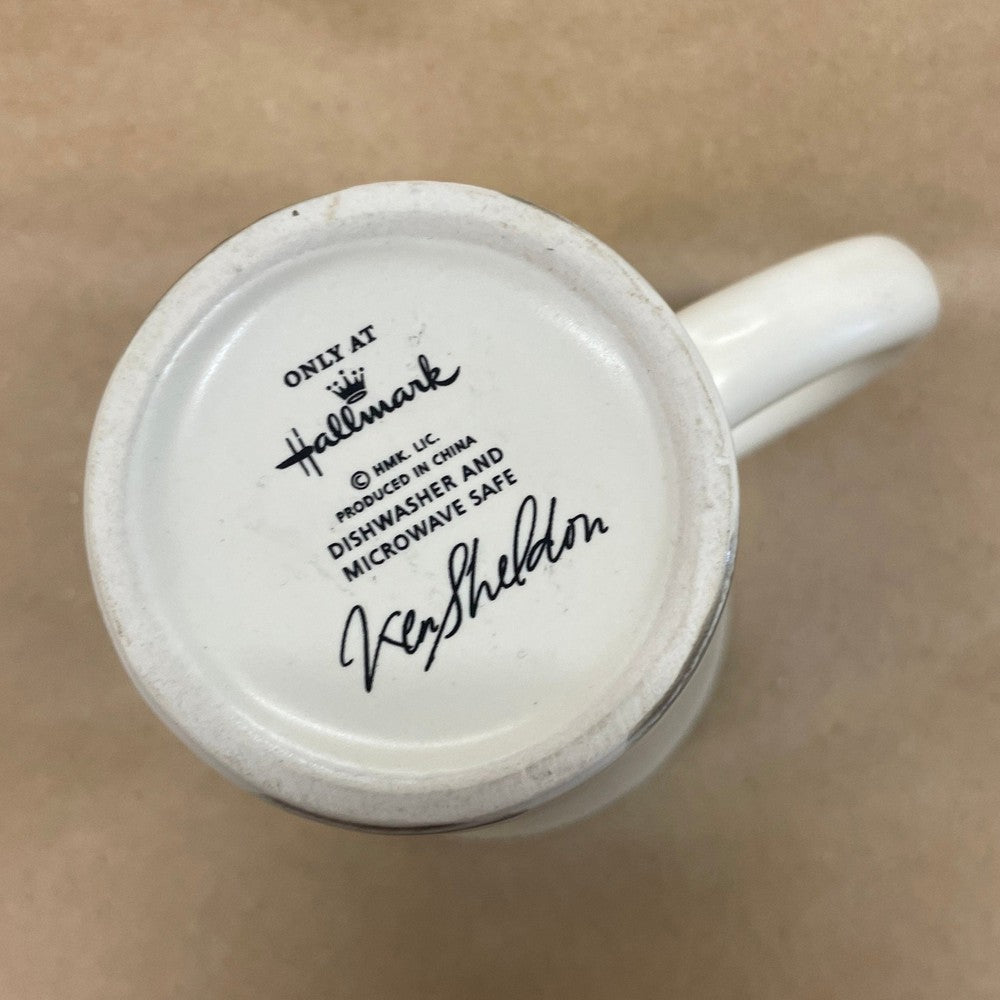 ONLY AT
Hallmark
© HMK. LIC.
PRODUCED IN CHINA
DISHWASHER AND
MICROWAVE SAFE
Ken Sheldon